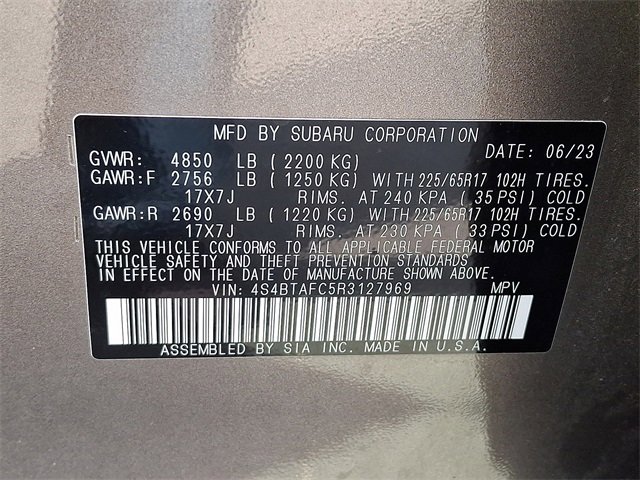 MFD BY SUBARU CORPORATION
DATE: 06/23
GVWR: 4850 LB ( 2200 KG)
GAWR:F 2756 LB ( 1250 KG) WITH 225/65R17 102H TIRES.
17X7J RIMS. AT 240 KPA ( 35 PSI) COLD
GAWR:R 2690 LB ( 1220 KG) WITH 225/65R17 102H TIRES.
17X7J RIMS. AT 230 KPA ( 33 PSI) COLD
THIS VEHICLE CONFORMS TO ALL APPLICABLE FEDERAL MOTOR
VEHICLE SAFETY AND THEFT PREVENTION STANDARDS
IN EFFECT ON THE DATE OF MANUFACTURE SHOWN ABOVE.
VIN: 4S4BTAFC5R3127969 MPV
ASSEMBLED BY SIA INC. MADE IN U.S.A.